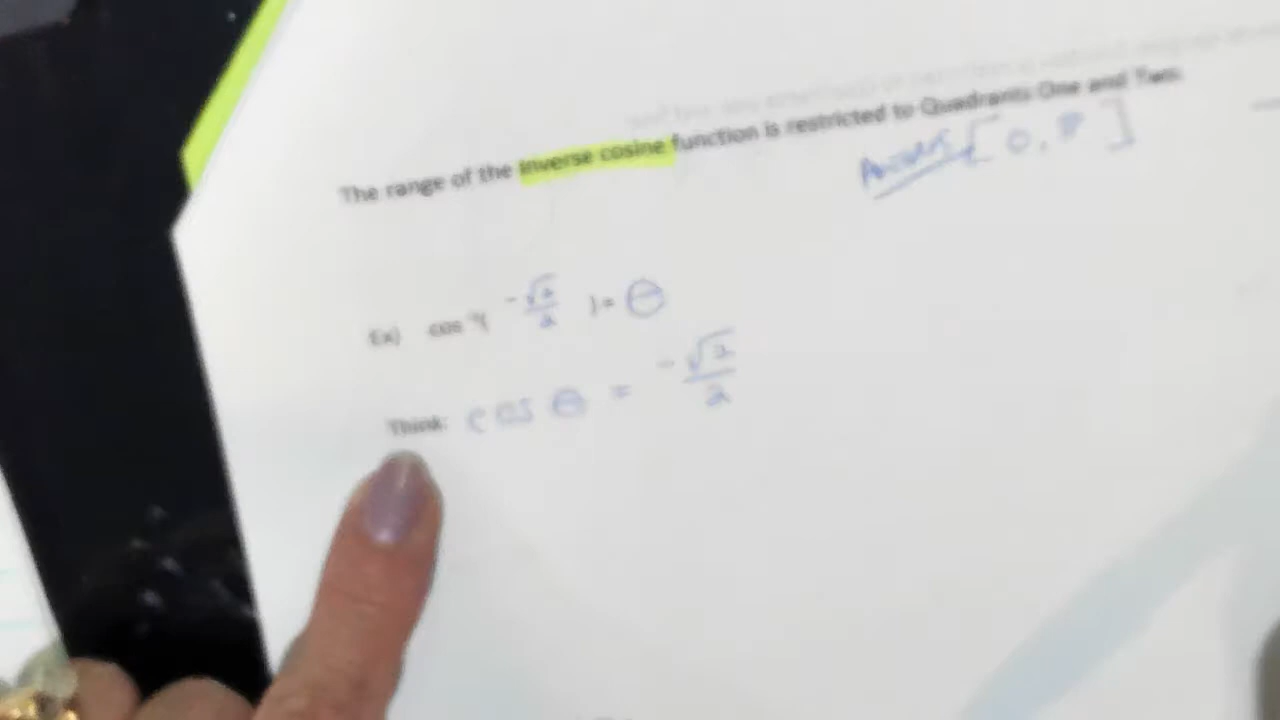 The range of the inverse cosine function is restricted to Quadrants One and Two.
Answers [0, π]
Ex) cos⁻¹( -√2/2 ) = θ
Think: cos θ = -√2/2